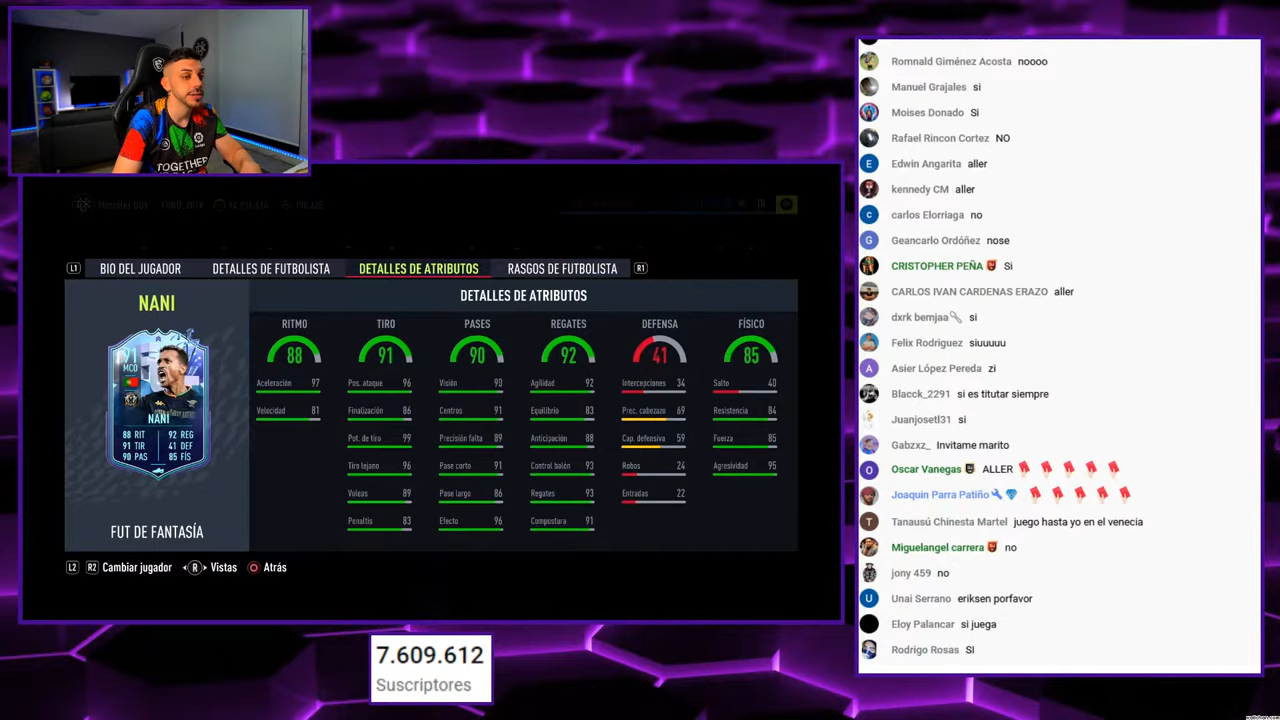 TOGETHER
L1
BIO DEL JUGADOR
DETALLES DE FUTBOLISTA
DETALLES DE ATRIBUTOS
RASGOS DE FUTBOLISTA
R1
NANI
91
MCO
NANI
88 RIT 92 REG
91 TIR 41 DEF
90 PAS 85 FÍS
FUT DE FANTASÍA
DETALLES DE ATRIBUTOS
RITMO
88
Aceleración 97
Velocidad 81
TIRO
91
Pos. ataque 96
Finalización 86
Pot. de tiro 99
Tiro lejano 96
Voleas 89
Penaltis 83
PASES
90
Visión 90
Centros 91
Precisión falta 89
Pase corto 91
Pase largo 86
Efecto 96
REGATES
92
Agilidad 92
Equilibrio 83
Anticipación 88
Control balón 93
Regates 93
Compostura 91
DEFENSA
41
Intercepciones 34
Prec. cabezazo 69
Cap. defensiva 59
Robos 24
Entradas 22
FÍSICO
85
Salto 40
Resistencia 84
Fuerza 85
Agresividad 95
L2 R2 Cambiar jugador R Vistas Atrás
7.609.612
Suscriptores
Romnald Giménez Acosta noooo
Manuel Grajales si
Moises Donado Si
Rafael Rincon Cortez NO
Edwin Angarita aller
kennedy CM aller
carlos Elorriaga no
Geancarlo Ordóñez nose
CRISTOPHER PEÑA Si
CARLOS IVAN CARDENAS ERAZO aller
dxrk bemjaa si
Felix Rodriguez siuuuuu
Asier López Pereda zi
Blacck_2291 si es titutar siempre
Juanjosetl31 si
Gabzxz_ Invitame marito
Oscar Vanegas ALLER
Joaquin Parra Patiño
Tanausú Chinesta Martel juego hasta yo en el venecia
Miguelangel carrera no
jony 459 no
Unai Serrano eriksen porfavor
Eloy Palancar si juega
Rodrigo Rosas SI